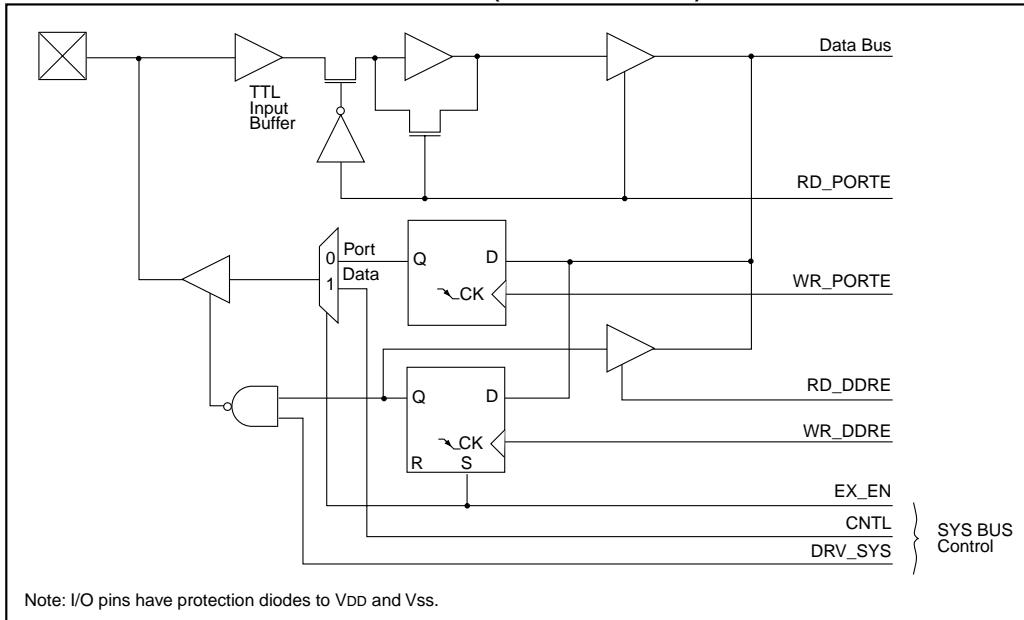 Data Bus
TTL
Input
Buffer
RD_PORTE
0
Port
1
Data
Q
D
CK
WR_PORTE
RD_DDRE
Q
D
CK
R
S
WR_DDRE
EX_EN
CNTL
DRV_SYS
SYS BUS
Control
Note: I/O pins have protection diodes to VDD and Vss.